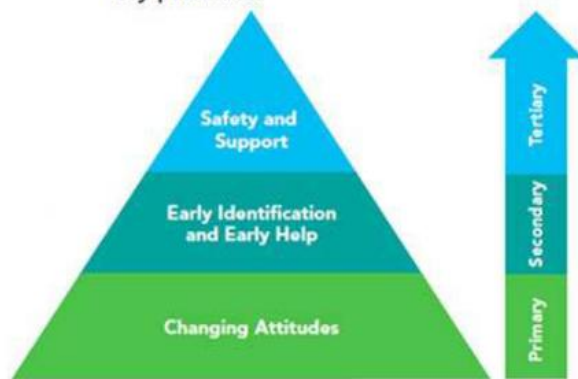 Safety and
Support
Early Identification
and Early Help
Changing Attitudes
Tertiary
Secondary
Primary